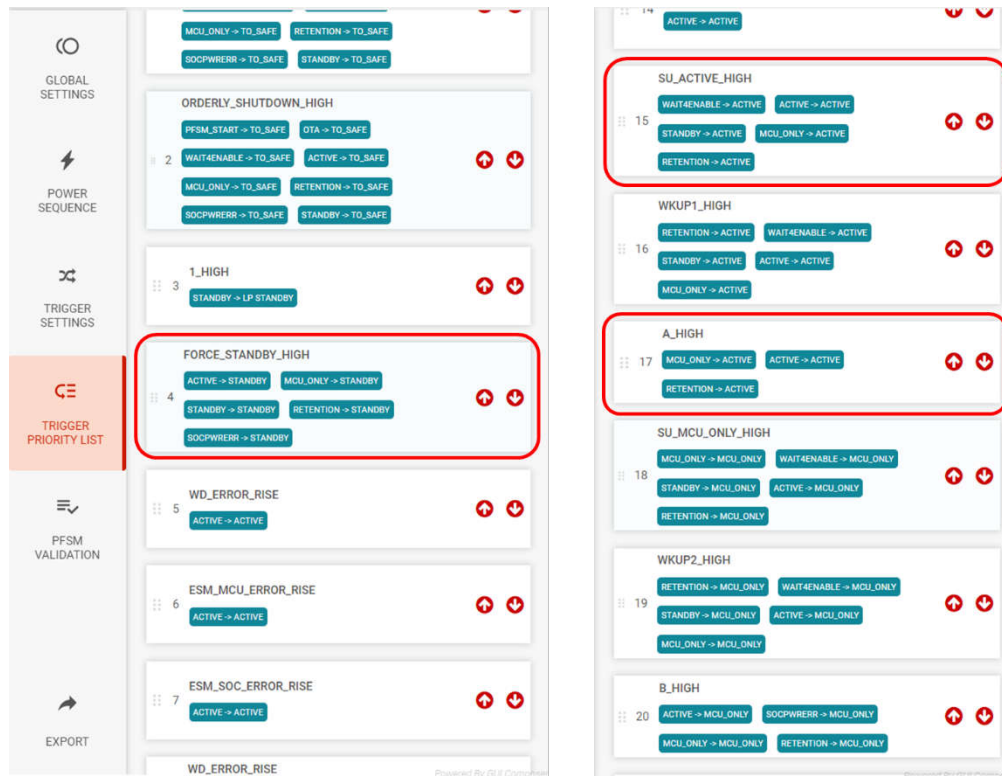 GLOBAL
SETTINGS
POWER
SEQUENCE
TRIGGER
SETTINGS
TRIGGER
PRIORITY LIST
PFSM
VALIDATION
EXPORT
MCU_ONLY -> TO_SAFE RETENTION -> TO_SAFE
SOCPWRERR -> TO_SAFE STANDBY -> TO_SAFE
ORDERLY_SHUTDOWN_HIGH
PFSM_START -> TO_SAFE OTA -> TO_SAFE
2 WAIT4ENABLE -> TO_SAFE ACTIVE -> TO_SAFE
MCU_ONLY -> TO_SAFE RETENTION -> TO_SAFE
SOCPWRERR -> TO_SAFE STANDBY -> TO_SAFE
1_HIGH
3 STANDBY -> LP STANDBY
FORCE_STANDBY_HIGH
ACTIVE -> STANDBY MCU_ONLY -> STANDBY
4 STANDBY -> STANDBY RETENTION -> STANDBY
SOCPWRERR -> STANDBY
WD_ERROR_RISE
5 ACTIVE -> ACTIVE
ESM_MCU_ERROR_RISE
6 ACTIVE -> ACTIVE
ESM_SOC_ERROR_RISE
7 ACTIVE -> ACTIVE
WD_ERROR_RISE
Powered By GUI Composer
14 ACTIVE -> ACTIVE
SU_ACTIVE_HIGH
WAIT4ENABLE -> ACTIVE ACTIVE -> ACTIVE
15 STANDBY -> ACTIVE MCU_ONLY -> ACTIVE
RETENTION -> ACTIVE
WKUP1_HIGH
RETENTION -> ACTIVE WAIT4ENABLE -> ACTIVE
16 STANDBY -> ACTIVE ACTIVE -> ACTIVE
MCU_ONLY -> ACTIVE
A_HIGH
17 MCU_ONLY -> ACTIVE ACTIVE -> ACTIVE
RETENTION -> ACTIVE
SU_MCU_ONLY_HIGH
MCU_ONLY -> MCU_ONLY WAIT4ENABLE -> MCU_ONLY
18 STANDBY -> MCU_ONLY ACTIVE -> MCU_ONLY
RETENTION -> MCU_ONLY
WKUP2_HIGH
RETENTION -> MCU_ONLY WAIT4ENABLE -> MCU_ONLY
19 STANDBY -> MCU_ONLY ACTIVE -> MCU_ONLY
MCU_ONLY -> MCU_ONLY
B_HIGH
20 ACTIVE -> MCU_ONLY SOCPWRERR -> MCU_ONLY
MCU_ONLY -> MCU_ONLY RETENTION -> MCU_ONLY